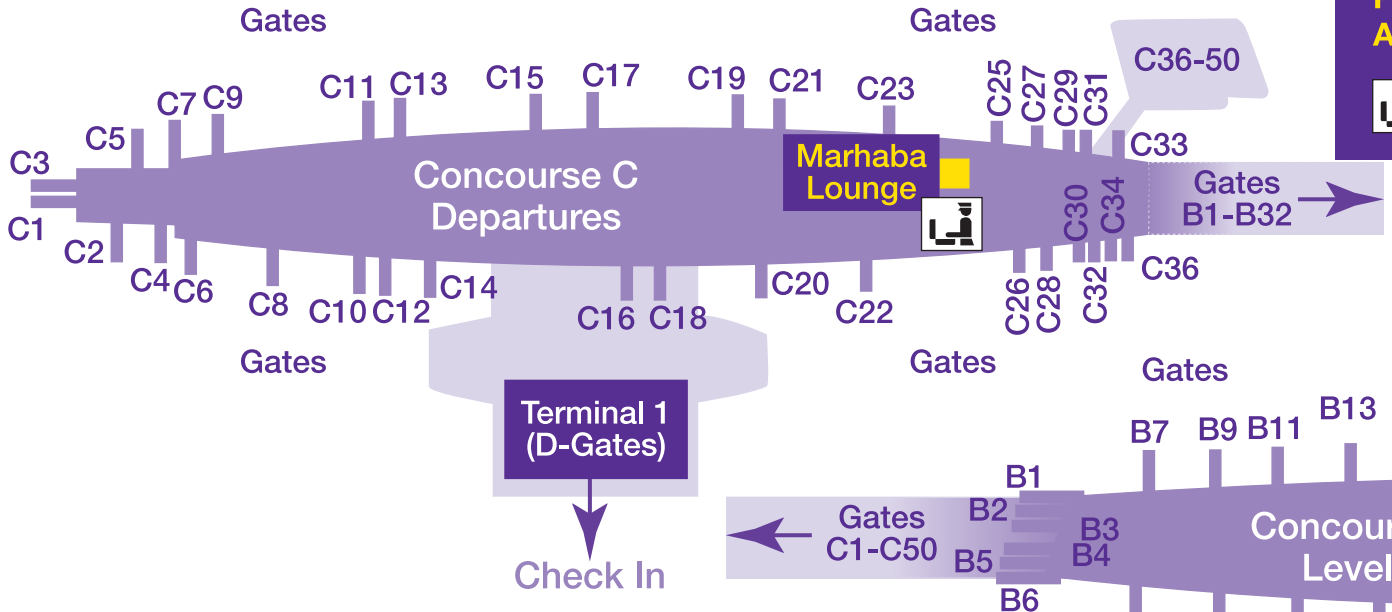 Gates
Gates
C3
C1
C5
C7
C9
C11
C13
C15
C17
C19
C21
C23
C25
C27
C29
C31
C36-50
C33
Concourse C
Departures
Marhaba
Lounge
Gates
B1-B32
C2
C4
C6
C8
C10
C12
C14
C16
C18
C20
C22
C26
C28
C30
C32
C34
C36
Gates
Gates
Terminal 1
(D-Gates)
Check In
Gates
B7
B9
B11
B13
B1
B2
B3
B4
B5
B6
Gates
C1-C50
Level